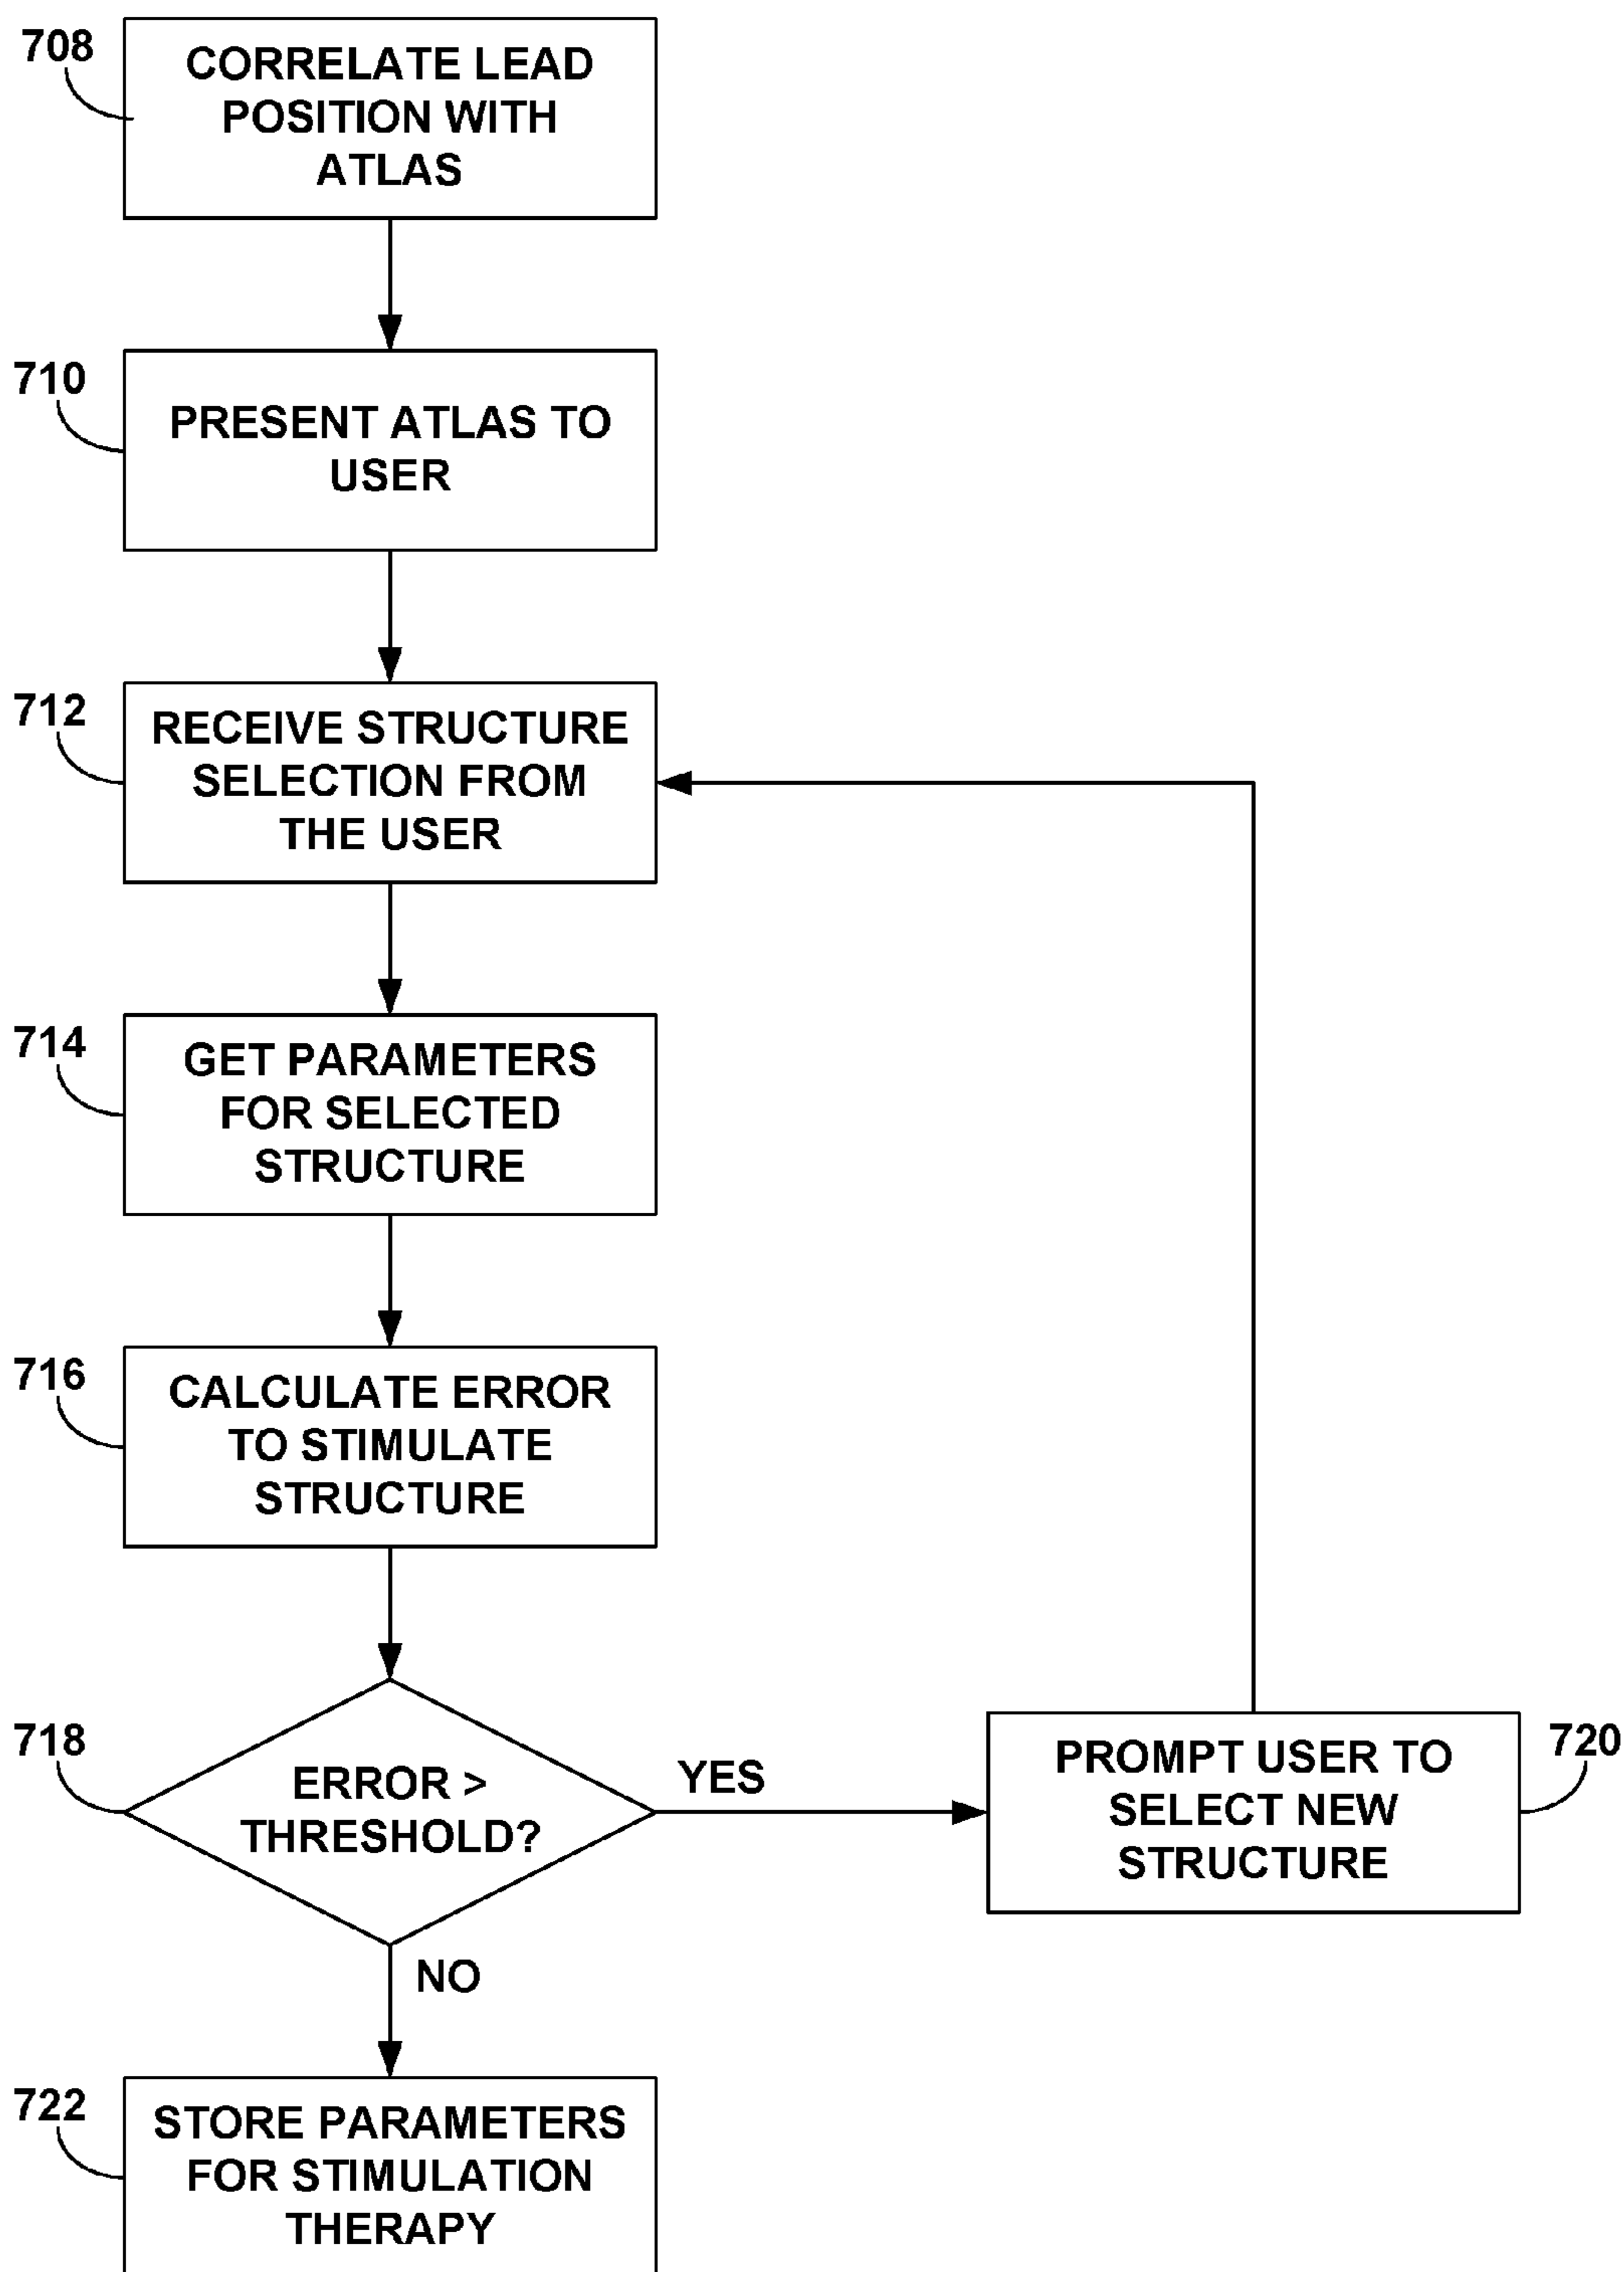 708
CORRELATE LEAD
POSITION WITH
ATLAS
710
PRESENT ATLAS TO
USER
712
RECEIVE STRUCTURE
SELECTION FROM
THE USER
714
GET PARAMETERS
FOR SELECTED
STRUCTURE
716
CALCULATE ERROR
TO STIMULATE
STRUCTURE
718
ERROR >
THRESHOLD?
YES
PROMPT USER TO
SELECT NEW
STRUCTURE
720
NO
722
STORE PARAMETERS
FOR STIMULATION
THERAPY